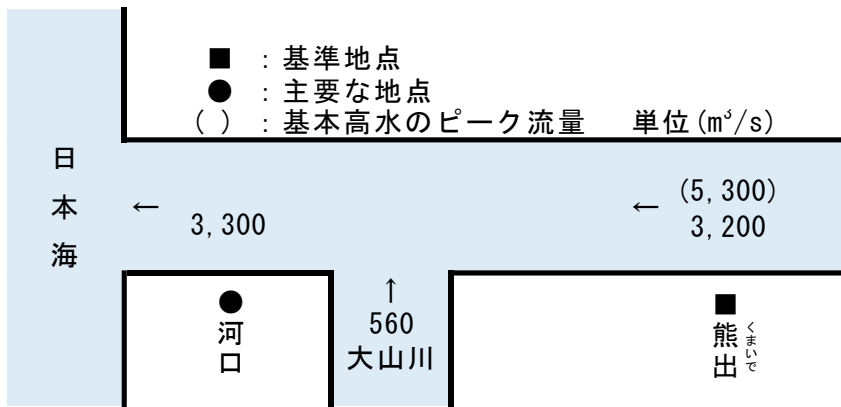 ■ : 基準地点
● : 主要な地点
( ) : 基本高水のピーク流量 単位(m³/s)
日本海
← 3,300
← (5,300)
3,200
●
河口
↑
560
大山川
■
熊出
くまいで